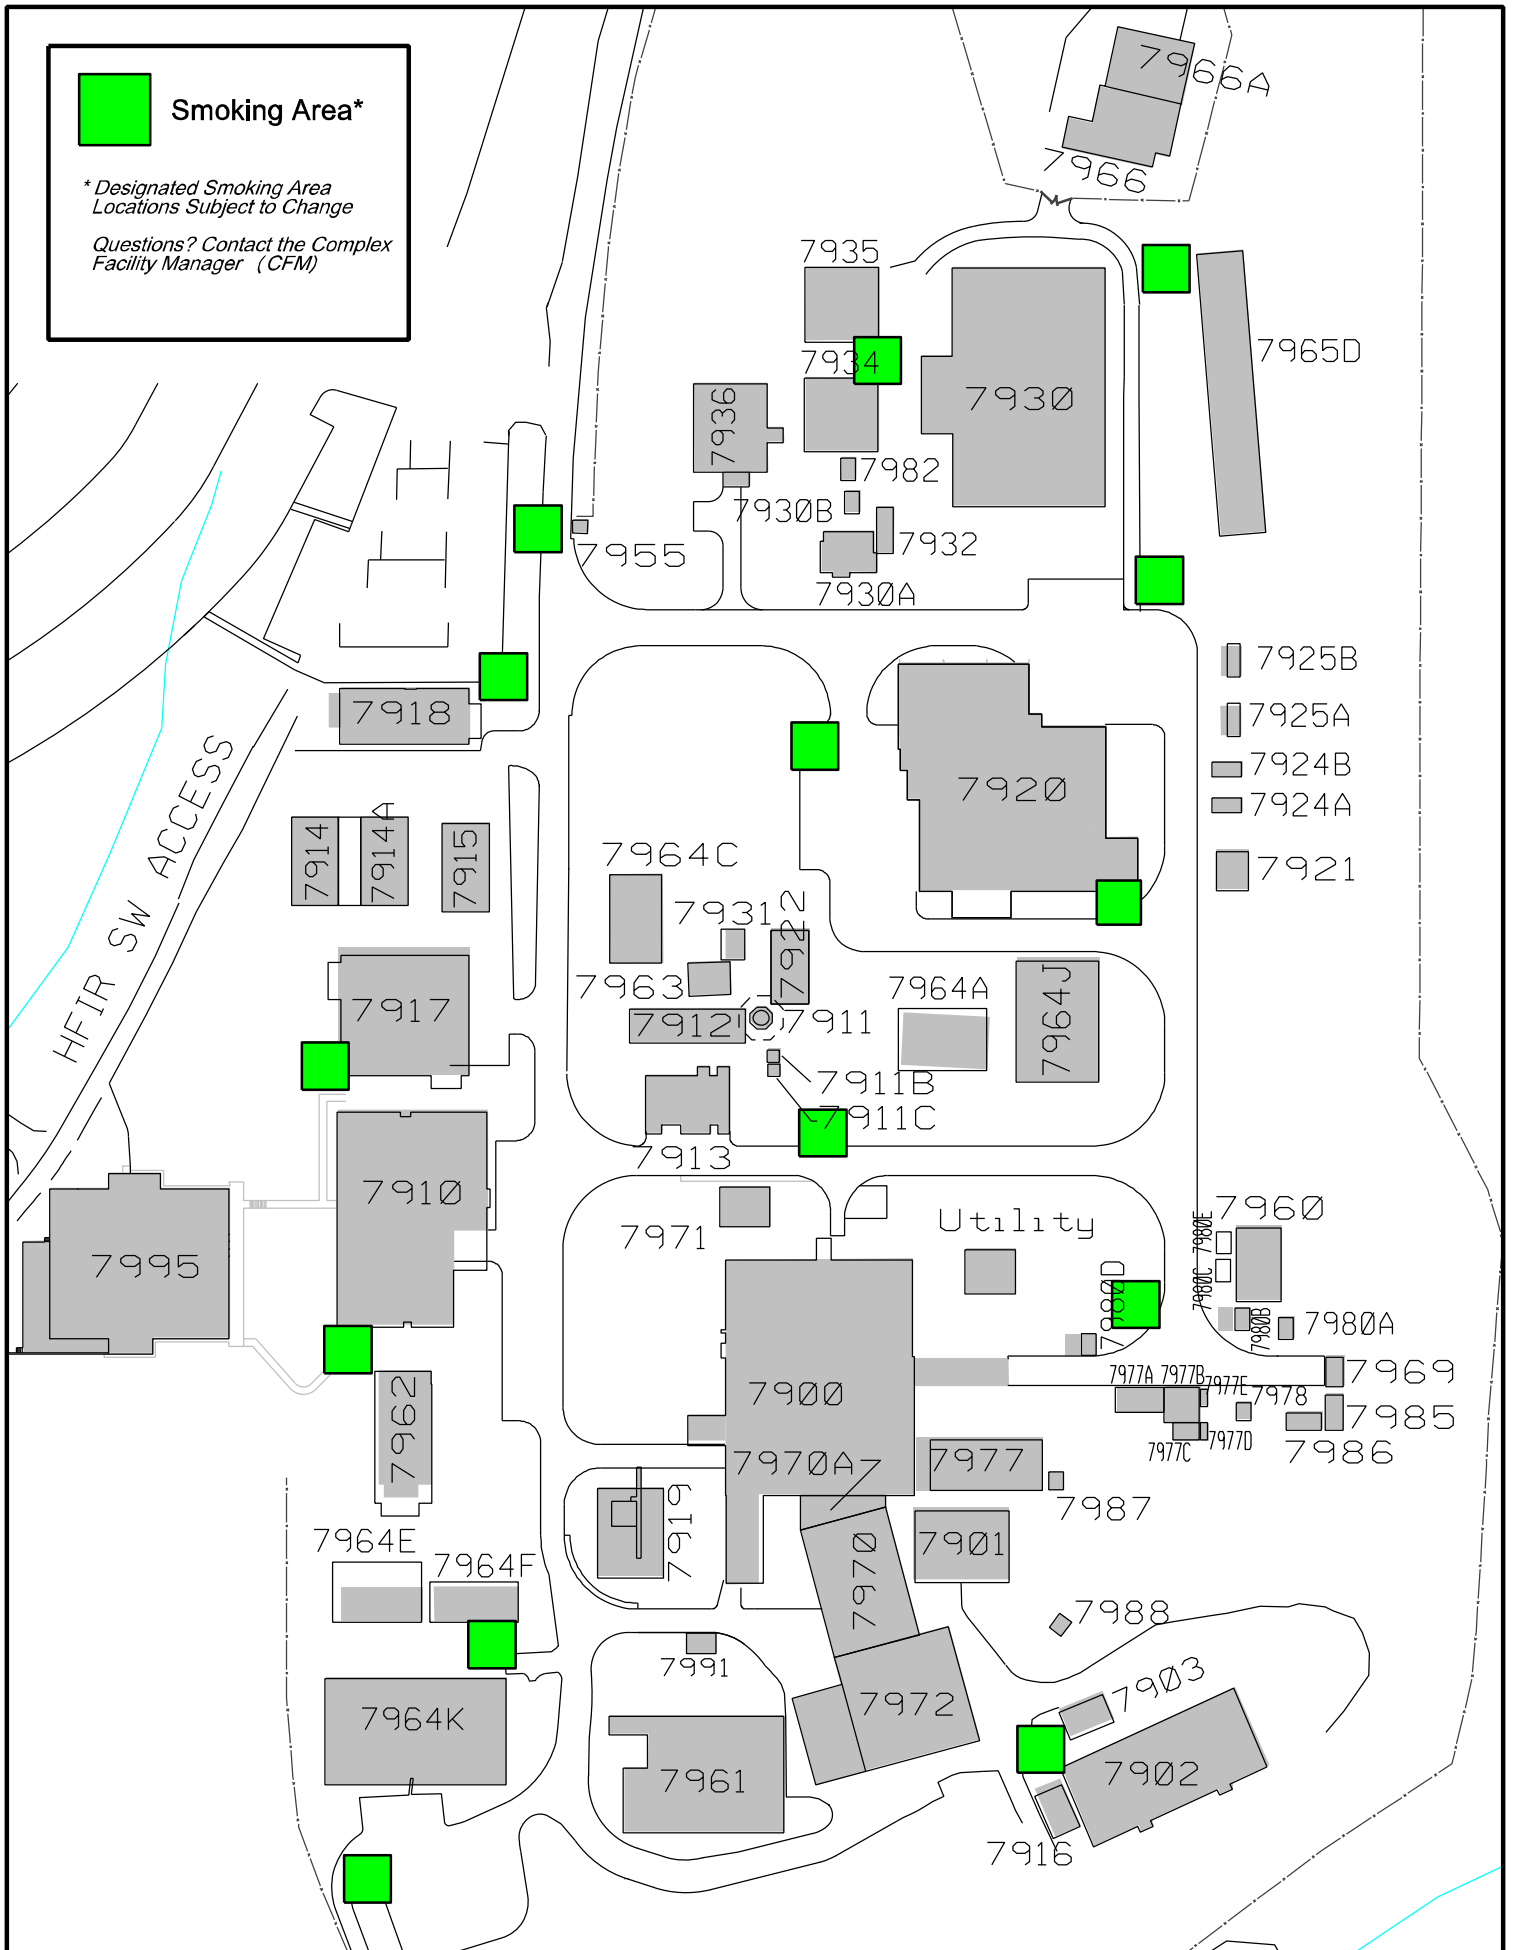 Smoking Area*
* Designated Smoking Area
Locations Subject to Change
Questions? Contact the Complex
Facility Manager (CFM)
7966A
7966
7935
7934
7965D
7930
7936
7982
7930B
7932
7955
7930A
7925B
7918
7925A
7924B
7920
7924A
HFIR SW ACCESS
7914
7914A
7915
7964C
7921
7931
7922
7963
7964A
7964J
7917
7912
7911
7911B
7911C
7913
7910
7971
Utility
7960
7980E
7980C
7995
7980D
7980B
7980A
7969
7900
7977A
7977B
7977E
7978
7985
7962
7977C
7977D
7986
7970A
7977
7987
7919
7901
7964E
7964F
7970
7988
7991
7903
7964K
7972
7961
7902
7916